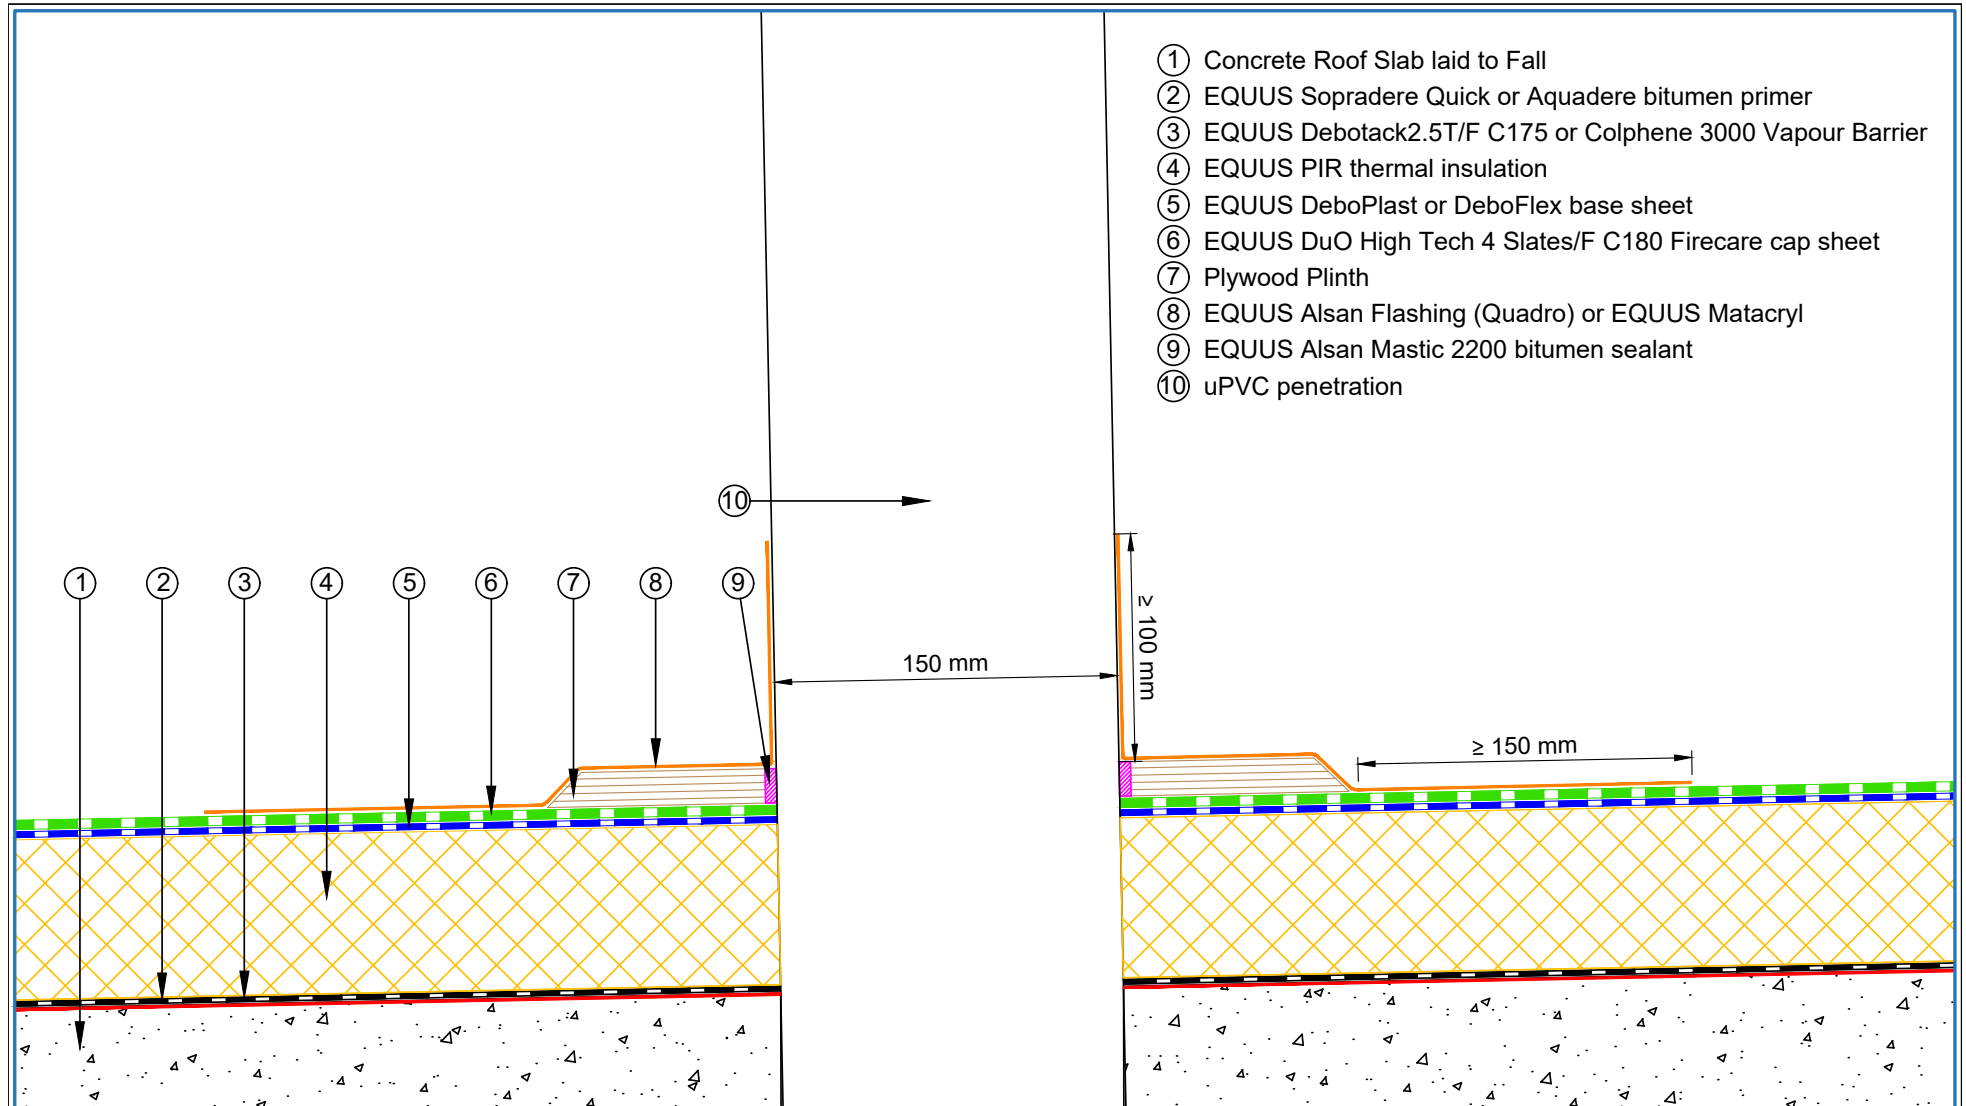 ① Concrete Roof Slab laid to Fall
② EQUUS Sopradere Quick or Aquadere bitumen primer
③ EQUUS Debotack2.5T/F C175 or Colphene 3000 Vapour Barrier
④ EQUUS PIR thermal insulation
⑤ EQUUS DeboPlast or DeboFlex base sheet
⑥ EQUUS DuO High Tech 4 Slates/F C180 Firecare cap sheet
⑦ Plywood Plinth
⑧ EQUUS Alsan Flashing (Quadro) or EQUUS Matacryl
⑨ EQUUS Alsan Mastic 2200 bitumen sealant
⑩ uPVC penetration
⑩
① ② ③ ④ ⑤ ⑥ ⑦ ⑧ ⑨
≥ 100 mm
150 mm
≥ 150 mm